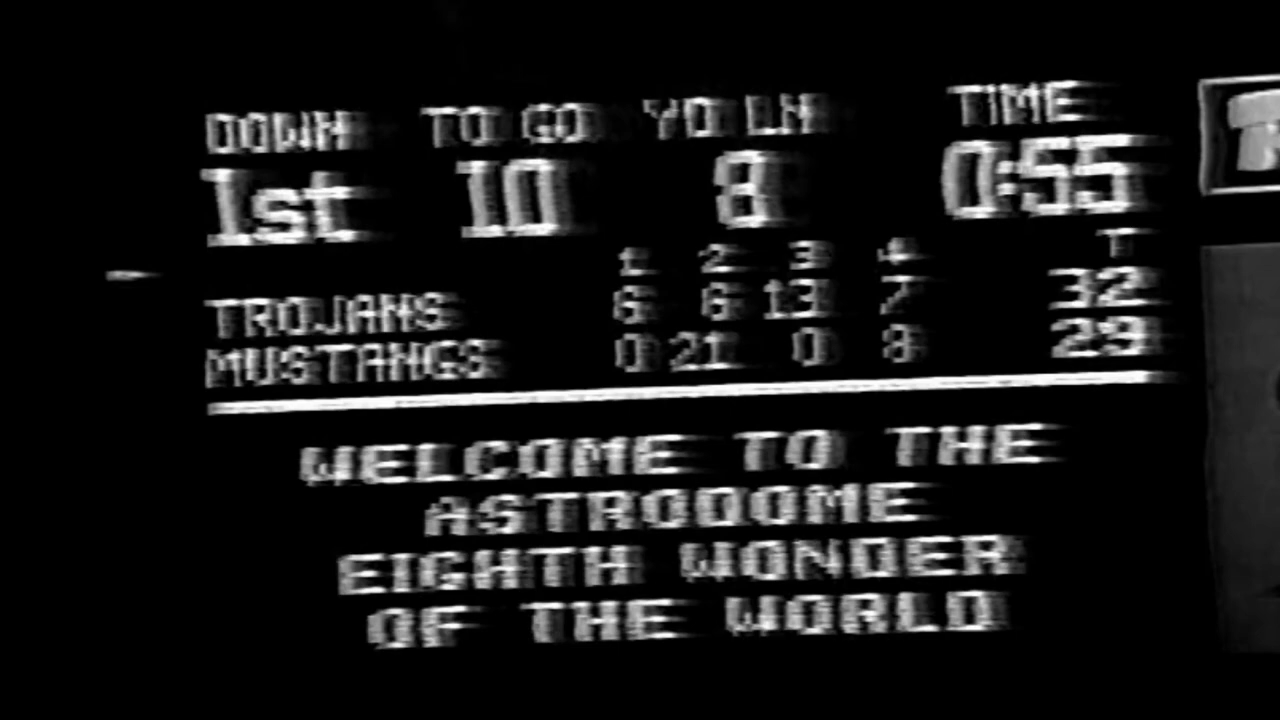 DOWN TO GO YD LN TIME
1st 10 8 0:55
1 2 3 4 T
TROJANS 6 6 13 7 32
MUSTANGS 0 21 0 8 29
WELCOME TO THE
ASTRODOME
EIGHTH WONDER
OF THE WORLD